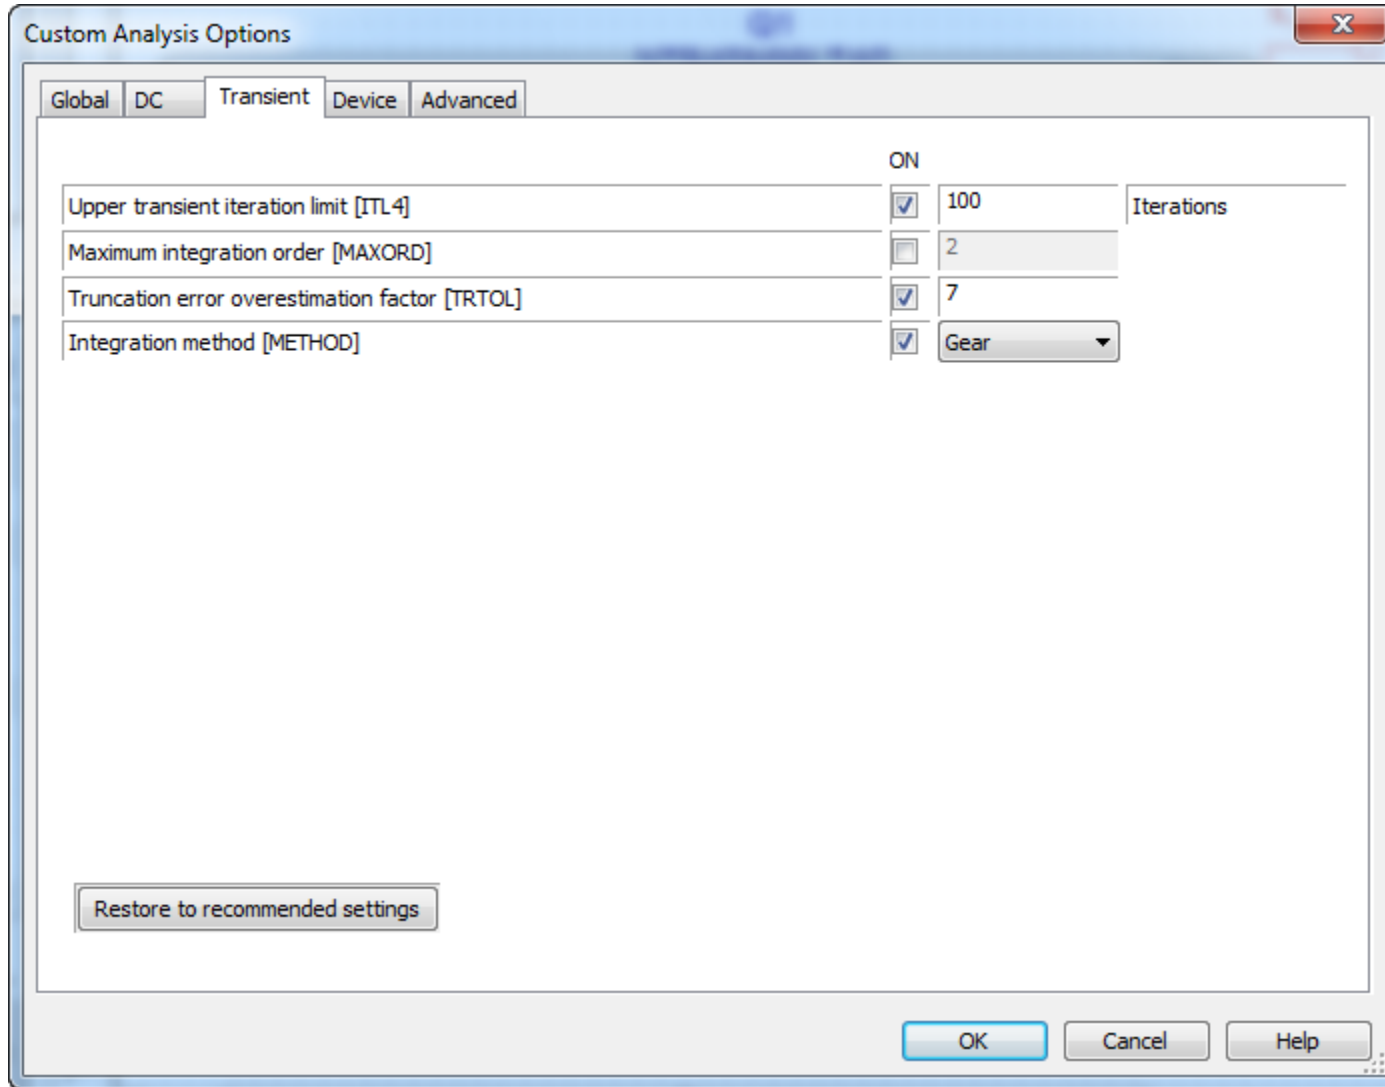 Custom Analysis Options
Global DC Transient Device Advanced
ON
Upper transient iteration limit [ITL4] 100 Iterations
Maximum integration order [MAXORD] 2
Truncation error overestimation factor [TRTOL] 7
Integration method [METHOD] Gear
Restore to recommended settings
OK Cancel Help